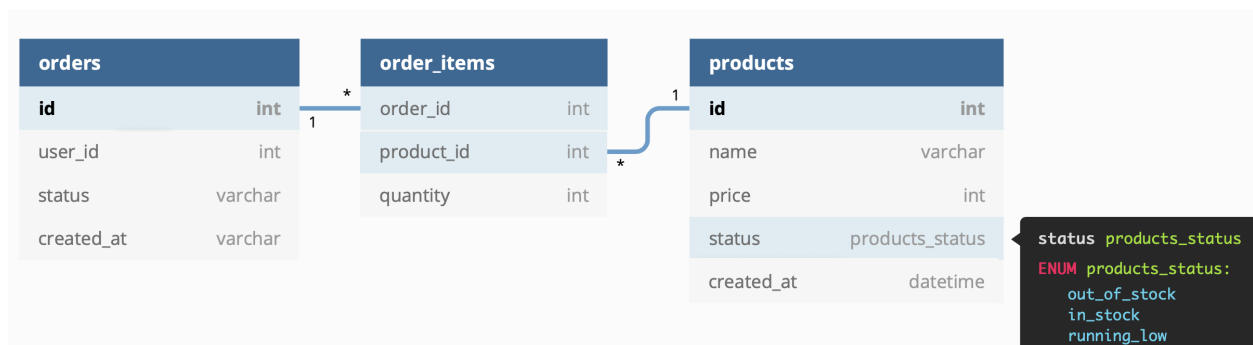 orders
id int
user_id int
status varchar
created_at varchar
* 1
order_items
order_id int
product_id int
quantity int
1 *
products
id int
name varchar
price int
status products_status
created_at datetime
status products_status
ENUM products_status:
out_of_stock
in_stock
running_low